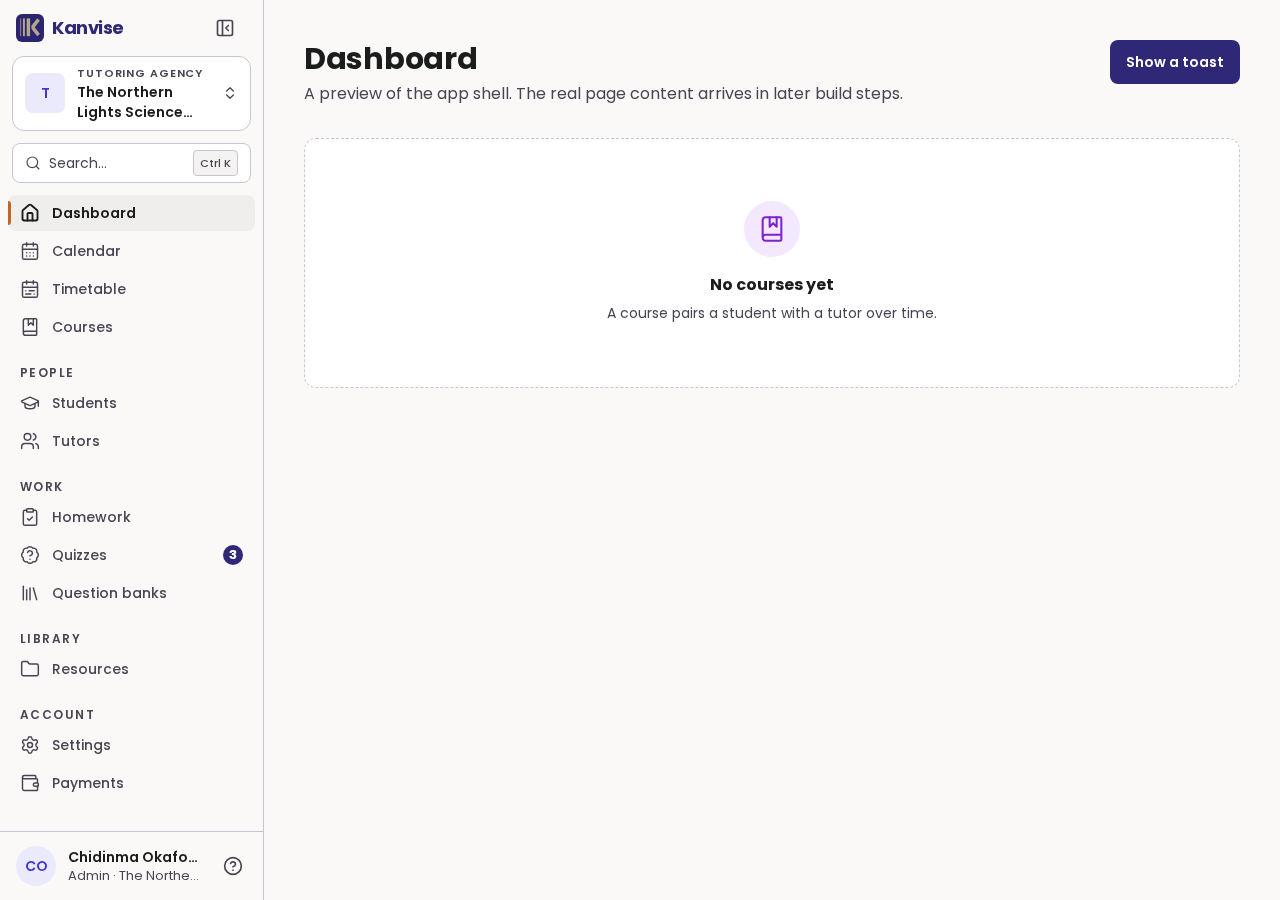 Kanvise
TUTORING AGENCY
T
The Northern
Lights Science…
Search...
Ctrl K
Dashboard
Calendar
Timetable
Courses
PEOPLE
Students
Tutors
WORK
Homework
Quizzes
3
Question banks
LIBRARY
Resources
ACCOUNT
Settings
Payments
CO
Chidinma Okafo…
Admin · The Northe…
Dashboard
A preview of the app shell. The real page content arrives in later build steps.
Show a toast
No courses yet
A course pairs a student with a tutor over time.